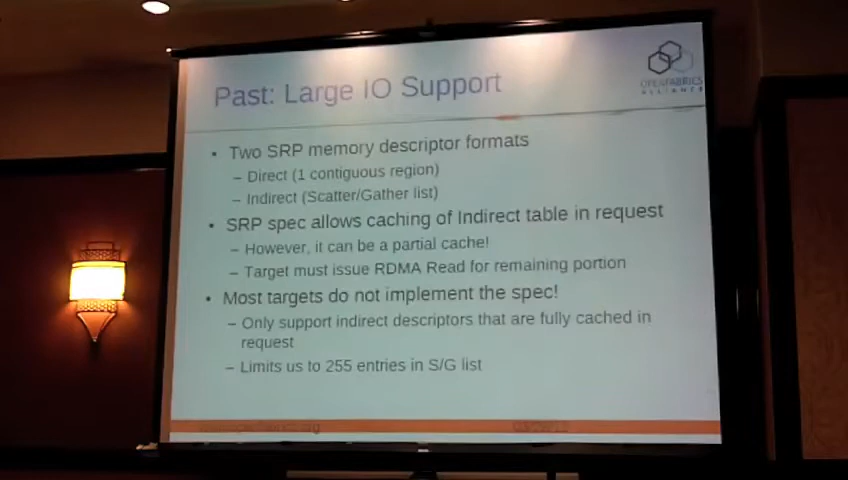 Past: Large IO Support
OPENFABRICS
ALLIANCE
• Two SRP memory descriptor formats
– Direct (1 contiguous region)
– Indirect (Scatter/Gather list)
• SRP spec allows caching of Indirect table in request
– However, it can be a partial cache!
– Target must issue RDMA Read for remaining portion
• Most targets do not implement the spec!
– Only support indirect descriptors that are fully cached in
request
– Limits us to 255 entries in S/G list